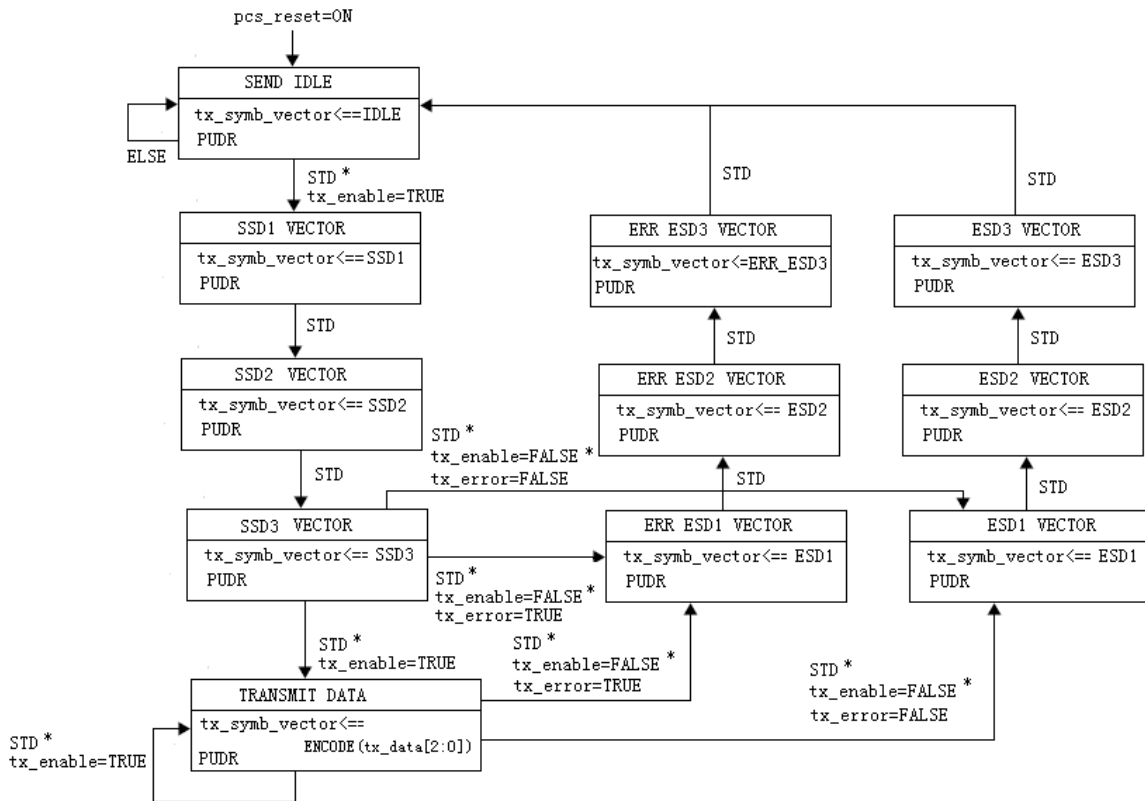 pcs_reset=ON
SEND IDLE
tx_symb_vector<==IDLE
PUDR
ELSE
STD*
tx_enable=TRUE
STD
STD
SSD1 VECTOR
tx_symb_vector<==SSD1
PUDR
ERR ESD3 VECTOR
tx_symb_vector<=ERR_ESD3
PUDR
ESD3 VECTOR
tx_symb_vector<== ESD3
PUDR
STD
STD
STD
SSD2 VECTOR
tx_symb_vector<== SSD2
PUDR
ERR ESD2 VECTOR
tx_symb_vector<== ESD2
PUDR
ESD2 VECTOR
tx_symb_vector<== ESD2
PUDR
STD
STD*
tx_enable=FALSE*
tx_error=FALSE
STD
STD
SSD3 VECTOR
tx_symb_vector<== SSD3
PUDR
ERR ESD1 VECTOR
tx_symb_vector<== ESD1
PUDR
ESD1 VECTOR
tx_symb_vector<== ESD1
PUDR
STD*
tx_enable=FALSE*
tx_error=TRUE
STD*
tx_enable=TRUE
STD*
tx_enable=FALSE*
tx_error=TRUE
STD*
tx_enable=FALSE*
tx_error=FALSE
TRANSMIT DATA
tx_symb_vector<==
ENCODE(tx_data[2:0])
PUDR
STD*
tx_enable=TRUE